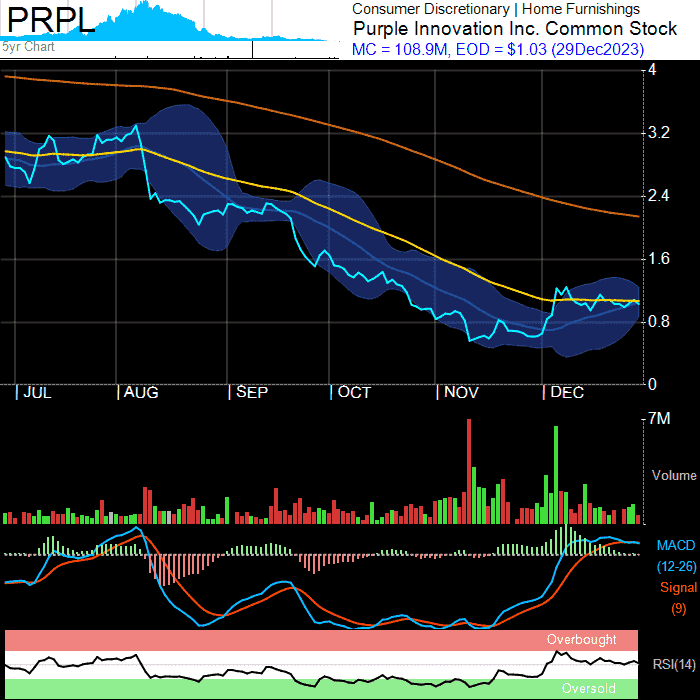 PRPL
5yr Chart
Consumer Discretionary | Home Furnishings
Purple Innovation Inc. Common Stock
MC = 108.9M, EOD = $1.03 (29Dec2023)
4
3.2
2.4
1.6
0.8
0
JUL
AUG
SEP
OCT
NOV
DEC
7M
Volume
MACD
(12-26)
Signal
(9)
Overbought
RSI(14)
Oversold